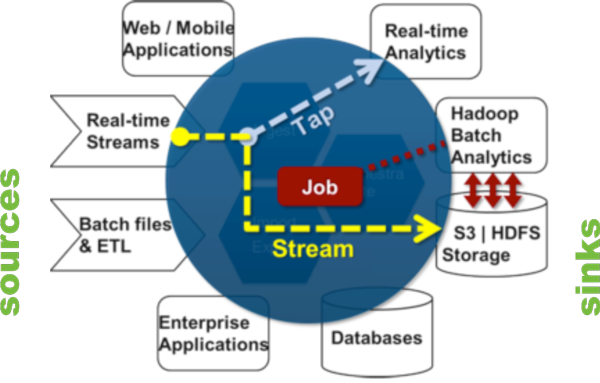 Web / Mobile
Applications
Real-time
Analytics
Real-time
Streams
Tap
Hadoop
Batch
Analytics
Job
sources
Batch files
& ETL
Stream
S3 | HDFS
Storage
sinks
Enterprise
Applications
Databases